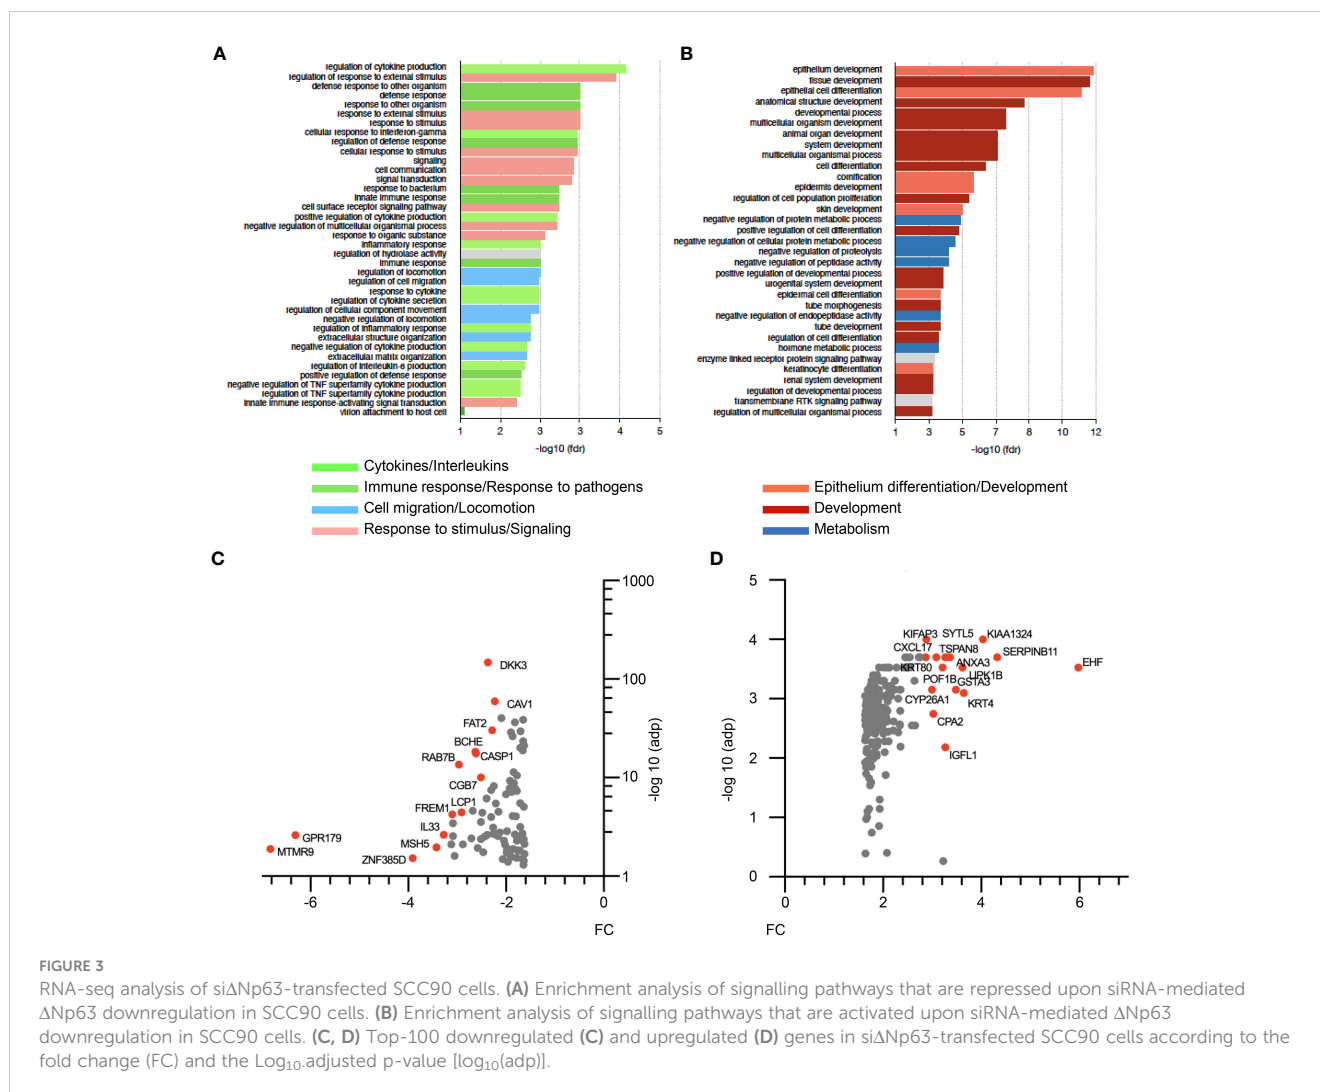 A
regulation of cytokine production
regulation of response to external stimulus
defense response to other organism
defense response
response to other organism
response to external stimulus
response to stimulus
cellular response to interferon-gamma
regulation of defense response
cellular response to stimulus
signaling
cell communication
signal transduction
response to bacterium
innate immune response
cell surface receptor signaling pathway
positive regulation of cytokine production
negative regulation of multicellular organismal process
response to organic substance
inflammatory response
regulation of hydrolase activity
immune response
regulation of locomotion
regulation of cell migration
response to cytokine
regulation of cytokine secretion
regulation of cellular component movement
negative regulation of locomotion
regulation of inflammatory response
extracellular structure organization
negative regulation of cytokine production
extracellular matrix organization
regulation of interleukin-6 production
positive regulation of defense response
negative regulation of TNF superfamily cytokine production
regulation of TNF superfamily cytokine production
innate immune response-activating signal transduction
virion attachment to host cell
1 2 3 3 4 5
-log10 (fdr)
Cytokines/Interleukins
Immune response/Response to pathogens
Cell migration/Locomotion
Response to stimulus/Signaling
B
epithelium development
tissue development
epithelial cell differentiation
anatomical structure development
developmental process
multicellular organism development
animal organ development
system development
multicellular organismal process
cell differentiation
cornification
epidermis development
regulation of cell population proliferation
skin development
negative regulation of protein metabolic process
positive regulation of cell differentiation
negative regulation of cellular protein metabolic process
negative regulation of proteolysis
negative regulation of peptidase activity
positive regulation of developmental process
urogenital system development
epidermal cell differentiation
tube morphogenesis
negative regulation of endopeptidase activity
tube development
regulation of cell differentiation
hormone metabolic process
enzyme linked receptor protein signaling pathway
keratinocyte differentiation
renal system development
regulation of developmental process
transmembrane RTK signaling pathway
regulation of multicellular organismal process
1 3 5 7 8 10 12
-log10 (fdr)
Epithelium differentiation/Development
Development
Metabolism
C
1000
100
10
1
-log 10 (adp)
DKK3
CAV1
FAT2
BCHE
CASP1
RAB7B
CGB7
LCP1
FREM1
IL33
MSH5
GPR179
MTMR9
ZNF385D
-6 -4 -2 0
FC
D
5
4
3
2
1
0
-log 10 (adp)
KIFAP3 SYTL5 KIAA1324
CXCL17 TSPAN8 SERPINB11
KRT80 ANXA3 EHF
LIPK1B
POF1B GSTA3
CYP26A1 KRT4
CPA2
IGFL1
0 2 4 6
FC
FIGURE 3
RNA-seq analysis of siΔNp63-transfected SCC90 cells. (A) Enrichment analysis of signalling pathways that are repressed upon siRNA-mediated
ΔNp63 downregulation in SCC90 cells. (B) Enrichment analysis of signalling pathways that are activated upon siRNA-mediated ΔNp63
downregulation in SCC90 cells. (C, D) Top-100 downregulated (C) and upregulated (D) genes in siΔNp63-transfected SCC90 cells according to the
fold change (FC) and the Log₁₀.adjusted p-value [log₁₀(adp)].